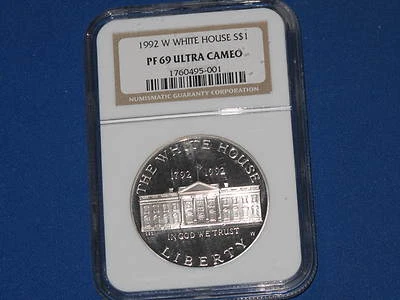 1992 W WHITE HOUSE S$1
PF 69 ULTRA CAMEO
1760495-001
NUMISMATIC GUARANTY CORPORATION
THE WHITE HOUSE
1792 1992
W
IN GOD WE TRUST
LIBERTY